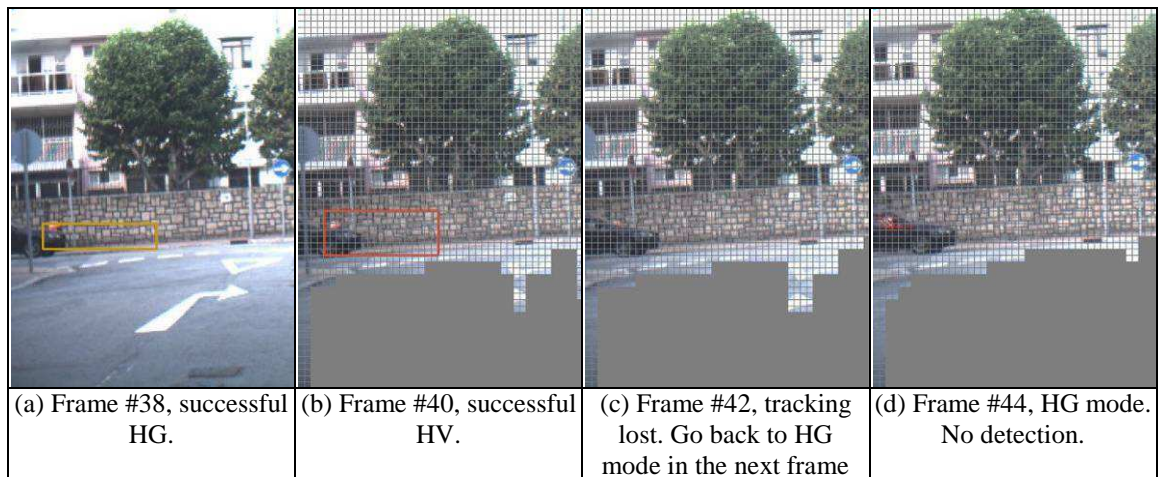 (a) Frame #38, successful
HG.
(b) Frame #40, successful
HV.
(c) Frame #42, tracking
lost. Go back to HG
mode in the next frame
(d) Frame #44, HG mode.
No detection.